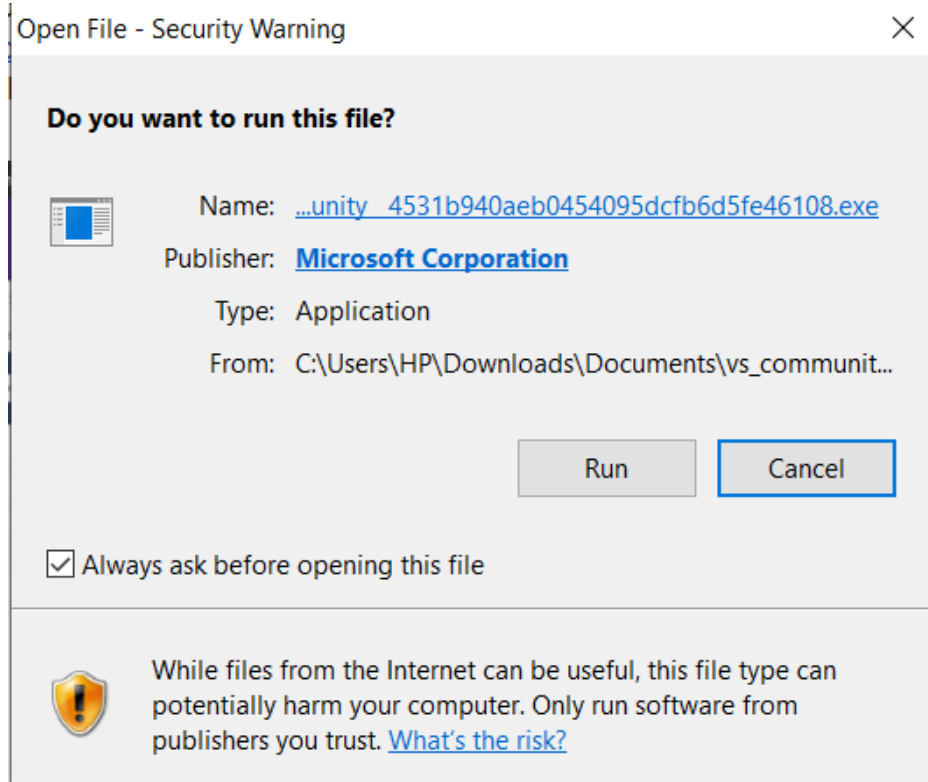 Open File - Security Warning
Do you want to run this file?
Name: ...unity_4531b940aeb0454095dcfb6d5fe46108.exe
Publisher: Microsoft Corporation
Type: Application
From: C:\Users\HP\Downloads\Documents\vs_communit...
Run Cancel
Always ask before opening this file
While files from the Internet can be useful, this file type can
potentially harm your computer. Only run software from
publishers you trust. What's the risk?